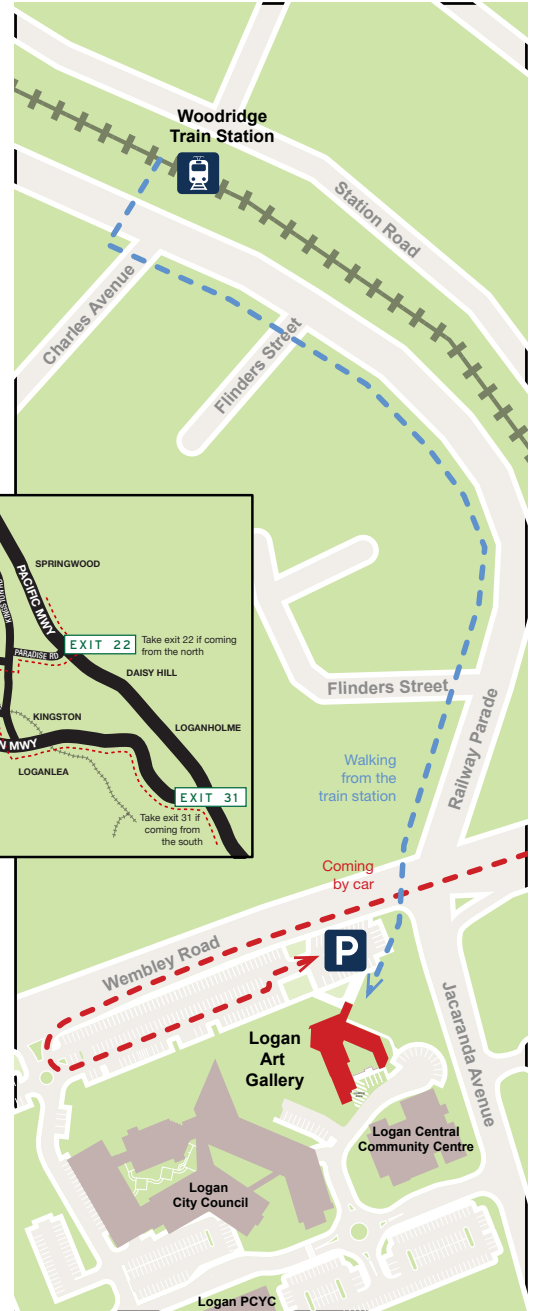 Woodridge
Train Station
Station Road
Charles Avenue
Flinders Street
SPRINGWOOD
PACIFIC MWY
EXIT 22
Take exit 22 if coming
from the north
PARADISE RD
DAISY HILL
KINGSTON
LOGANHOLME
MWY
LOGANLEA
EXIT 31
Take exit 31 if
coming from
the south
Flinders Street
Railway Parade
Walking
from the
train station
Coming
by car
Wembley Road
P
Jacaranda Avenue
Logan
Art
Gallery
Logan Central
Community Centre
Logan
City Council
Logan PCYC